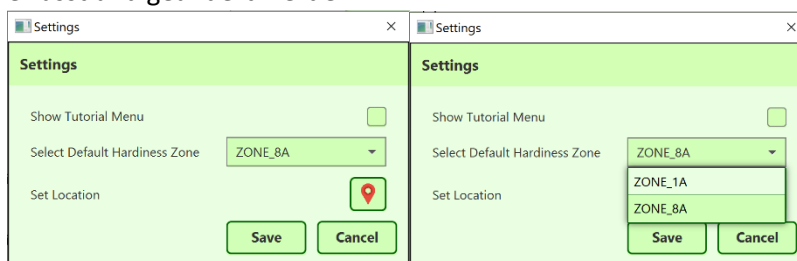 Settings
Settings
Show Tutorial Menu
Select Default Hardiness Zone ZONE_8A
Set Location
Save Cancel
Settings
Settings
Show Tutorial Menu
Select Default Hardiness Zone ZONE_8A
ZONE_1A
Set Location
ZONE_8A
Save Cancel